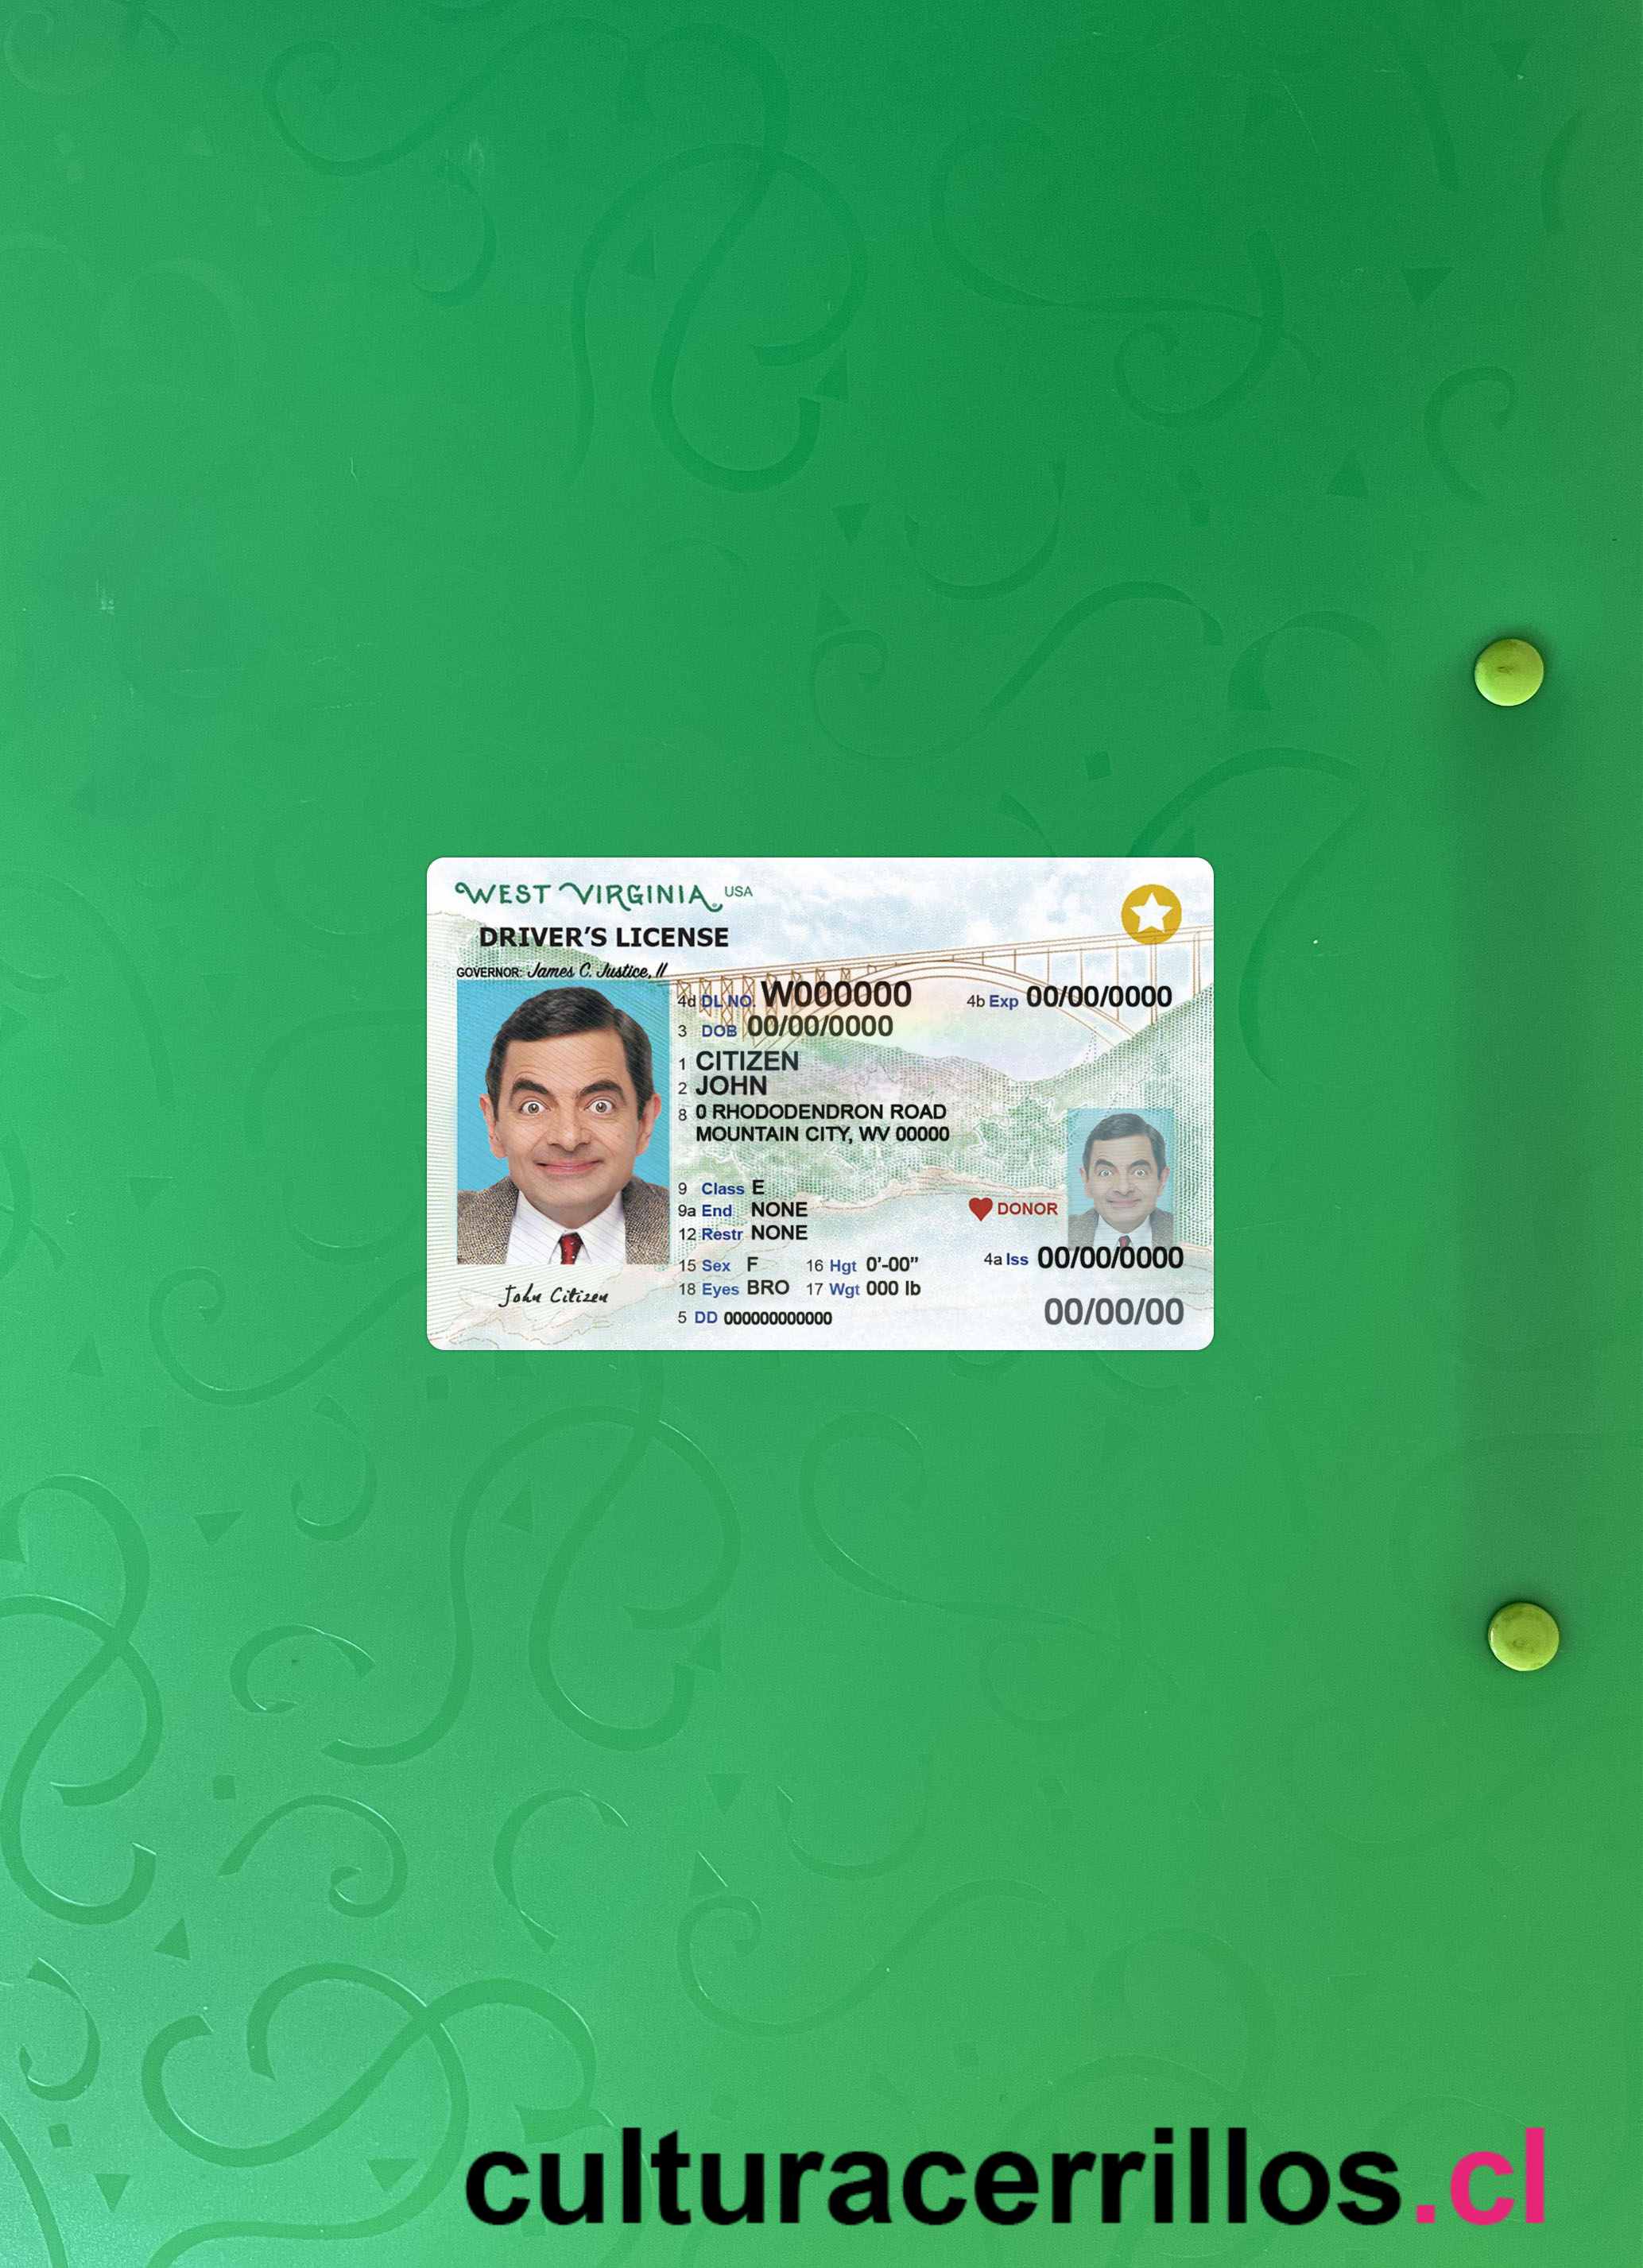 WEST VIRGINIA USA
DRIVER'S LICENSE
GOVERNOR: James C. Justice, II
4d DL NO. W000000 4b Exp 00/00/0000
3 DOB 00/00/0000
1 CITIZEN
2 JOHN
8 0 RHODODENDRON ROAD
MOUNTAIN CITY, WV 00000
9 Class E
9a End NONE
DONOR
12 Restr NONE
15 Sex F 16 Hgt 0'-00" 4a Iss 00/00/0000
18 Eyes BRO 17 Wgt 000 lb
John Citizen
5 DD 000000000000 00/00/00
culturacerrillos.cl